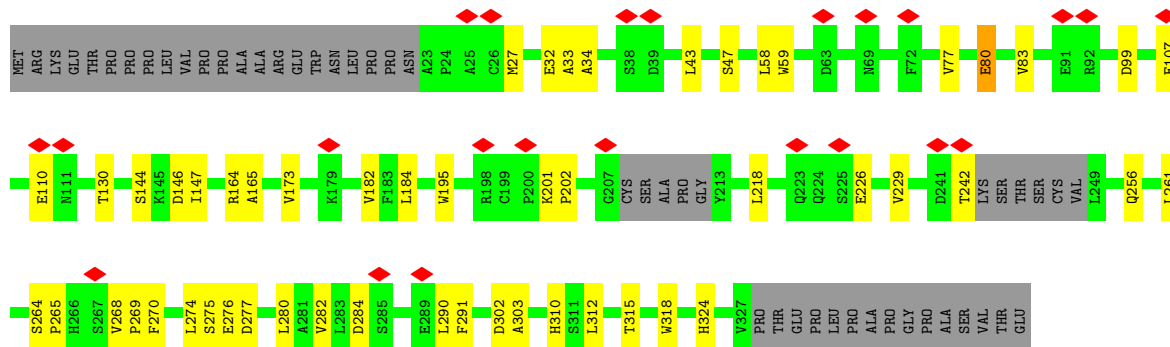 MET ARG LYS GLU THR PRO PRO PRO LEU VAL PRO PRO ALA ALA ARG GLU TRP ASN LEU PRO PRO ASN A23 P24 A25 C26 M27 E32 A33 A34 S38 D39 L43 S47 L58 W59 D63 N69 F72 V77 E80 V83 E91 R92 D99
E110 N111 T130 S144 K145 D146 I147 R164 A165 V173 K179 V182 F183 L184 W195 R198 C199 P200 K201 P202 G207 CYS SER ALA PRO GLY Y213 L218 Q223 Q224 S225 E226 V229 D241 T242 LYS SER THR SER CYS VAL L249 Q256
S264 P265 H266 S267 V268 P269 F270 L274 S275 E276 D277 L280 A281 V282 L283 D284 S285 E289 L290 F291 D302 A303 H310 S311 L312 T315 W318 H324 V327 PRO THR GLU PRO LEU PRO ALA PRO GLY PRO ALA SER VAL THR GLU